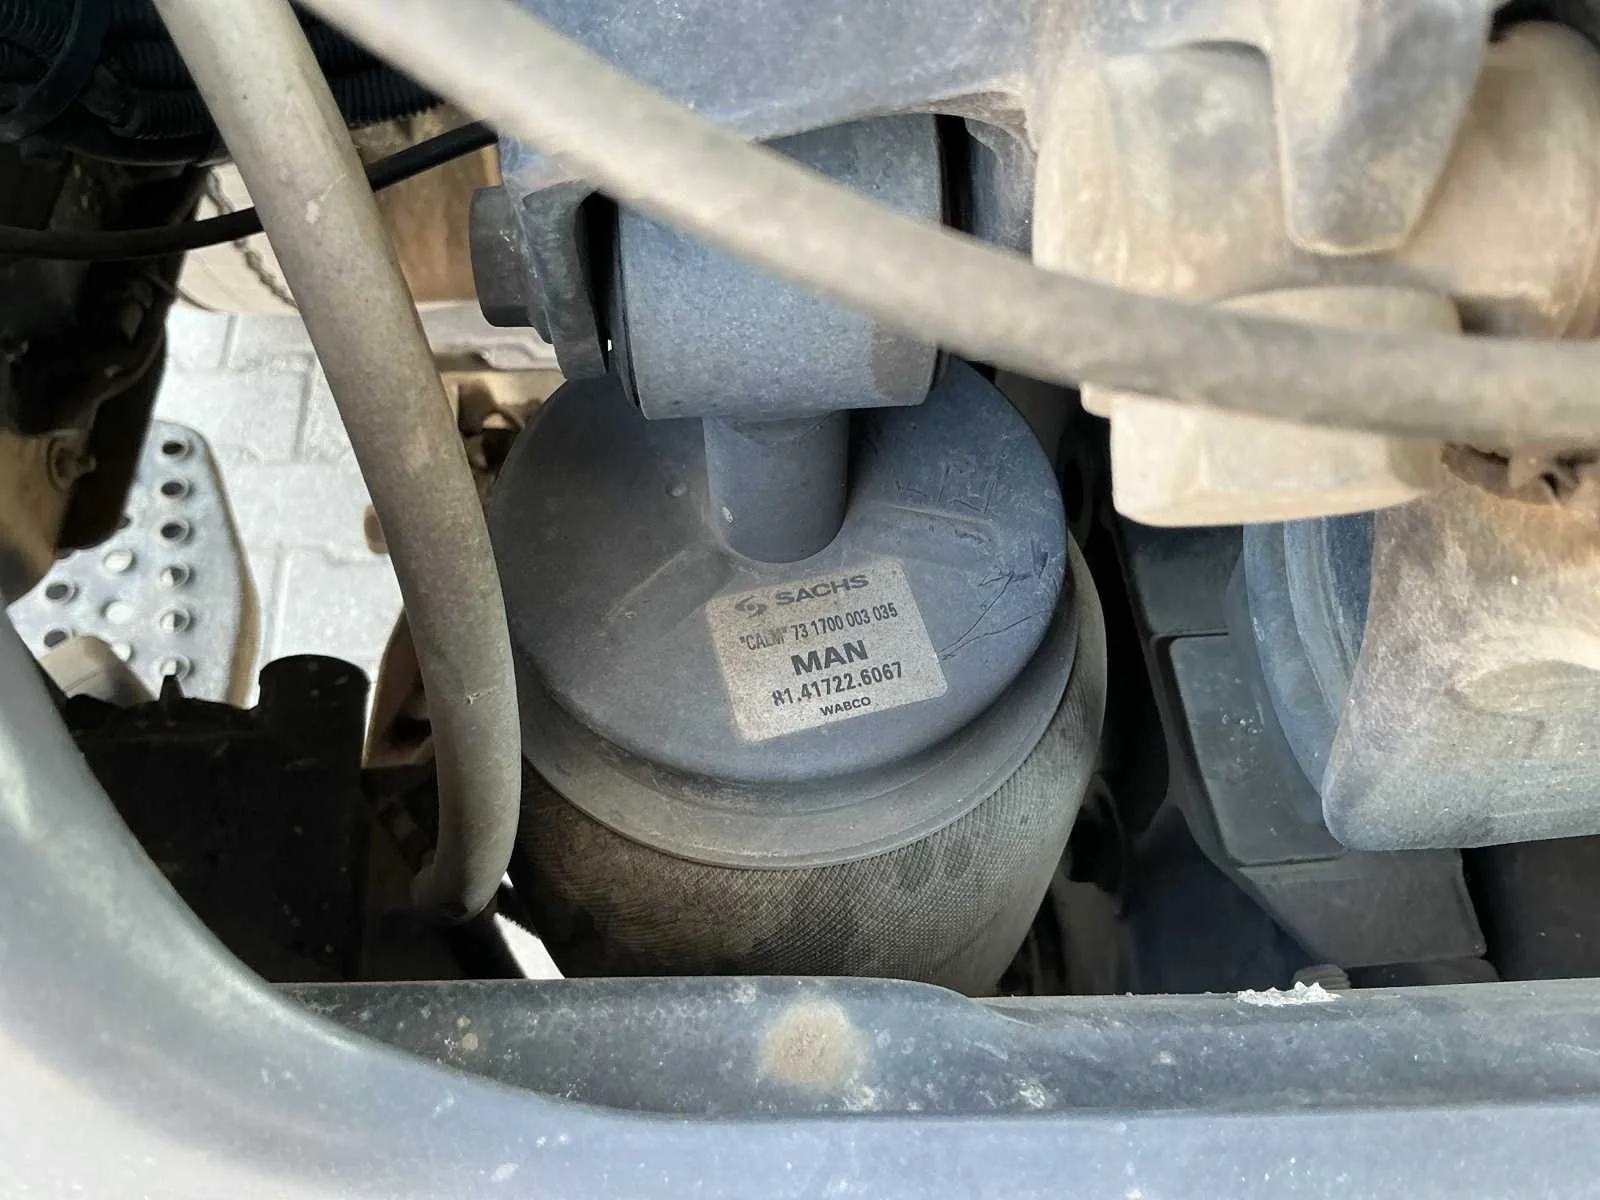 SACHS
"CALM" 73 1700 003 035
MAN
81.41722.6067
WABCO